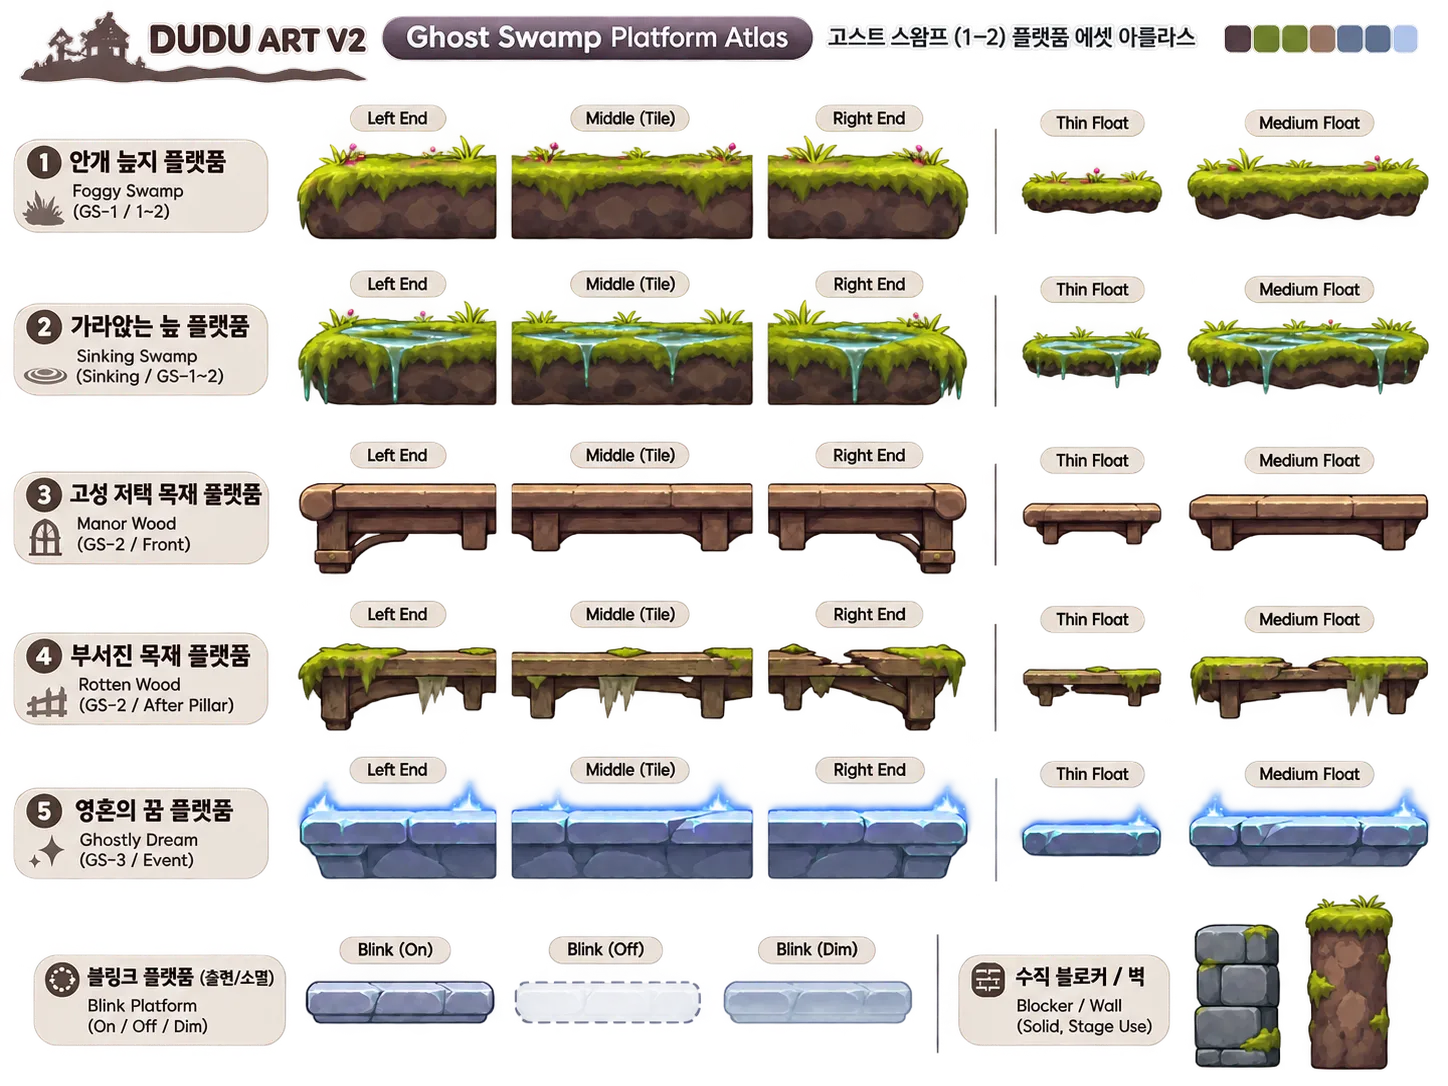 DUDU ART V2
Ghost Swamp Platform Atlas
고스트 스왐프 (1-2) 플랫폼 에셋 아틀라스
Left End
Middle (Tile)
Right End
Thin Float
Medium Float
1 안개 늪지 플랫폼
Foggy Swamp
(GS-1 / 1~2)
Left End
Middle (Tile)
Right End
Thin Float
Medium Float
2 가라앉는 늪 플랫폼
Sinking Swamp
(Sinking / GS-1~2)
Left End
Middle (Tile)
Right End
Thin Float
Medium Float
3 고성 저택 목재 플랫폼
Manor Wood
(GS-2 / Front)
Left End
Middle (Tile)
Right End
Thin Float
Medium Float
4 부서진 목재 플랫폼
Rotten Wood
(GS-2 / After Pillar)
Left End
Middle (Tile)
Right End
Thin Float
Medium Float
5 영혼의 꿈 플랫폼
Ghostly Dream
(GS-3 / Event)
Blink (On)
Blink (Off)
Blink (Dim)
블링크 플랫폼 (출현/소멸)
Blink Platform
(On / Off / Dim)
수직 블로커 / 벽
Blocker / Wall
(Solid, Stage Use)